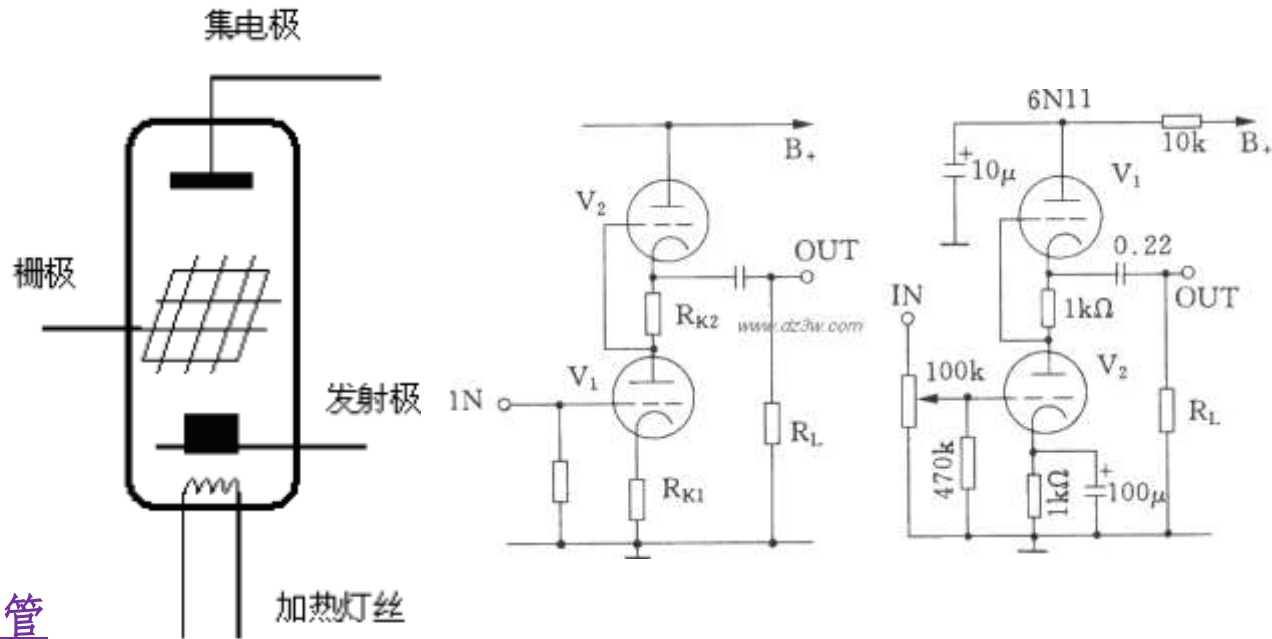 集电极
栅极
发射极
加热灯丝
管
B+
V2
OUT
RK2
www.dz3w.com
V1
IN
RL
RK1
6N11
10k
B+
10μ
V1
0.22
IN
OUT
1kΩ
100k
V2
RL
470k
1kΩ
100μ